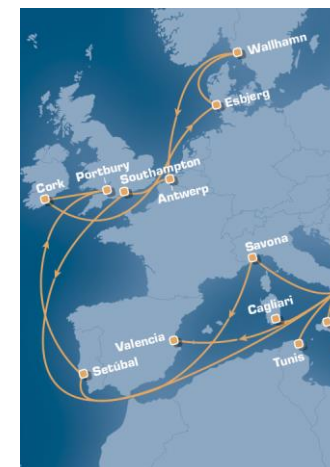 Wallhamn
Esbjerg
Portbury
Southampton
Cork
Antwerp
Savona
Cagliari
Valencia
Tunis
Setúbal